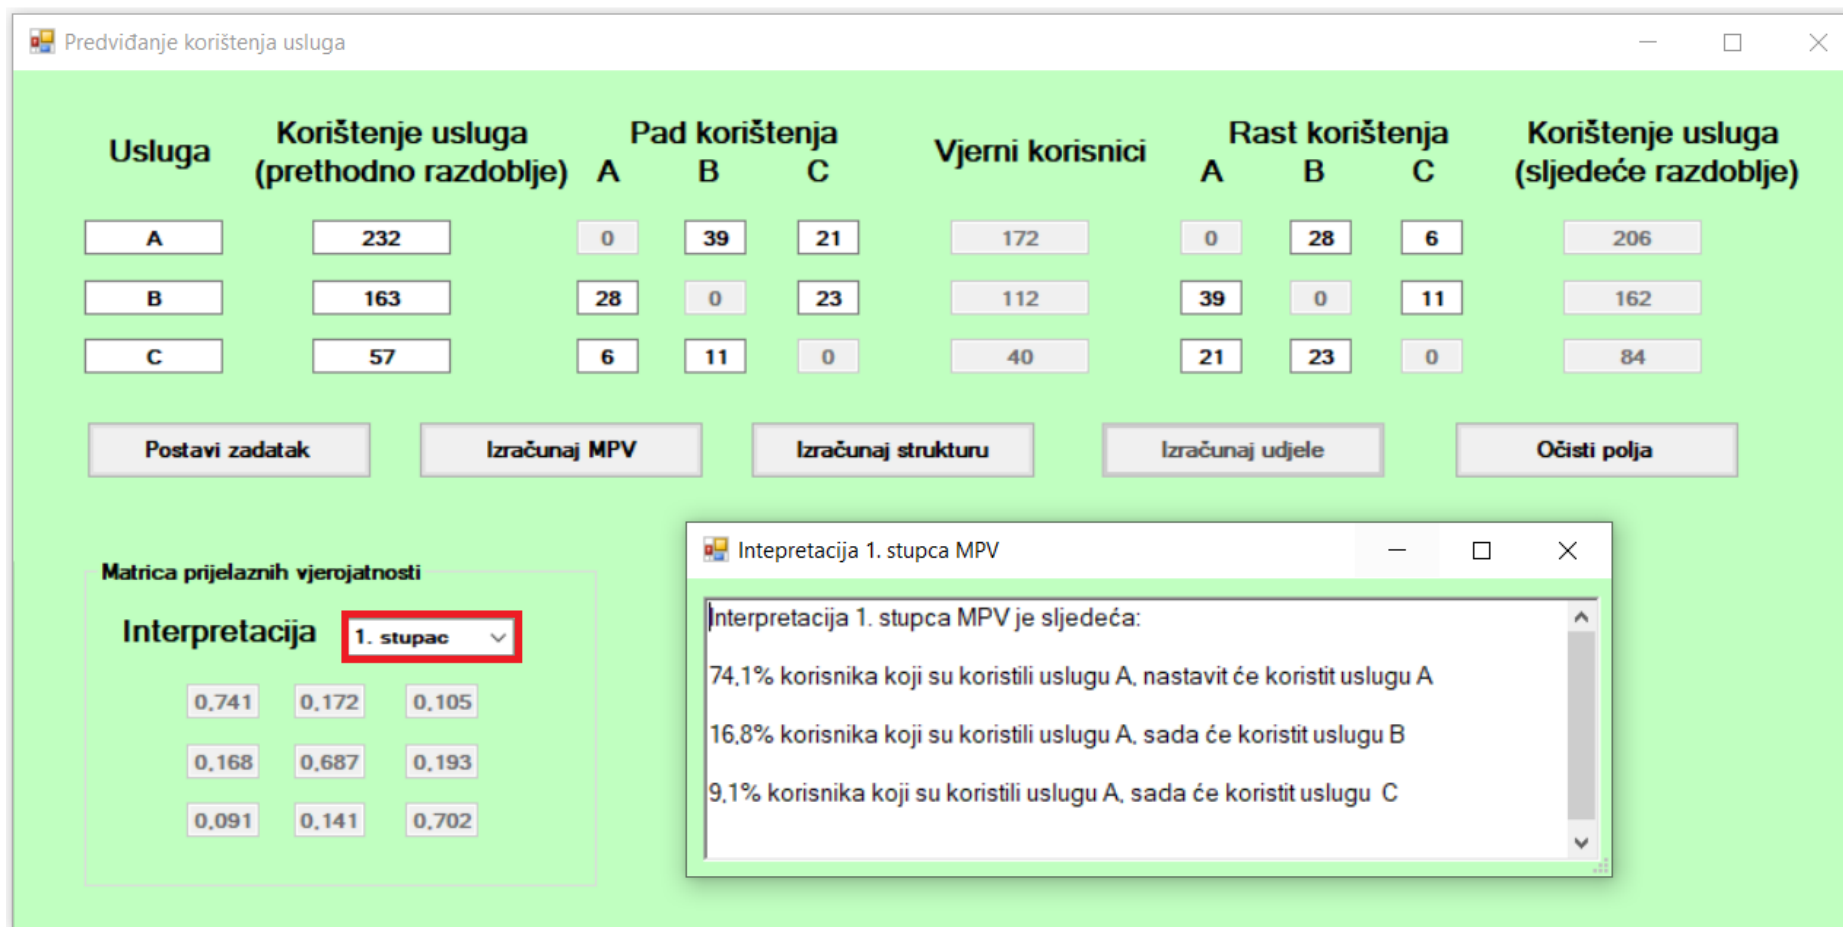 Predviđanje korištenja usluga
Usluga Korištenje usluga (prethodno razdoblje) Pad korištenja A B C Vjerni korisnici Rast korištenja A B C Korištenje usluga (sljedeće razdoblje)
A 232 0 39 21 172 0 28 6 206
B 163 28 0 23 112 39 0 11 162
C 57 6 11 0 40 21 23 0 84
Postavi zadatak Izračunaj MPV Izračunaj strukturu Izračunaj udjele Očisti polja
Matrica prijelaznih vjerojatnosti
Interpretacija 1. stupac
0,741 0,172 0,105
0,168 0,687 0,193
0,091 0,141 0,702
Intepretacija 1. stupca MPV
Interpretacija 1. stupca MPV je sljedeća:
74,1% korisnika koji su koristili uslugu A, nastavit će koristit uslugu A
16,8% korisnika koji su koristili uslugu A, sada će koristit uslugu B
9,1% korisnika koji su koristili uslugu A, sada će koristit uslugu C